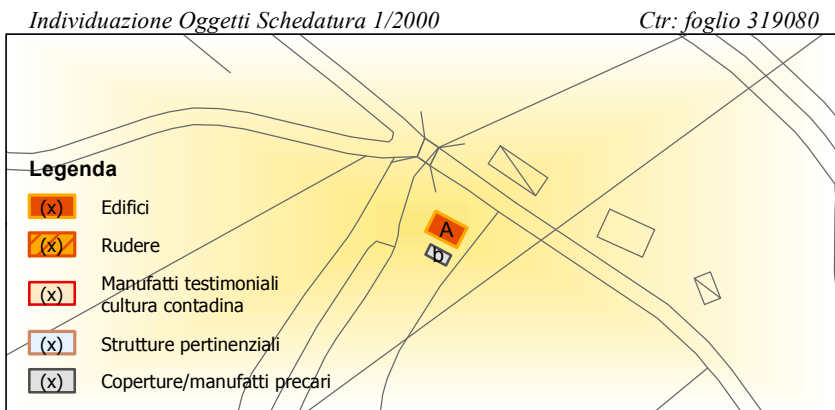 Individuazione Oggetti Schedatura 1/2000 Ctr: foglio 319080
Legenda
(x) Edifici
(x) Rudere
(x) Manufatti testimoniali
cultura contadina
(x) Strutture pertinenziali
(x) Coperture/manufatti precari
A
b